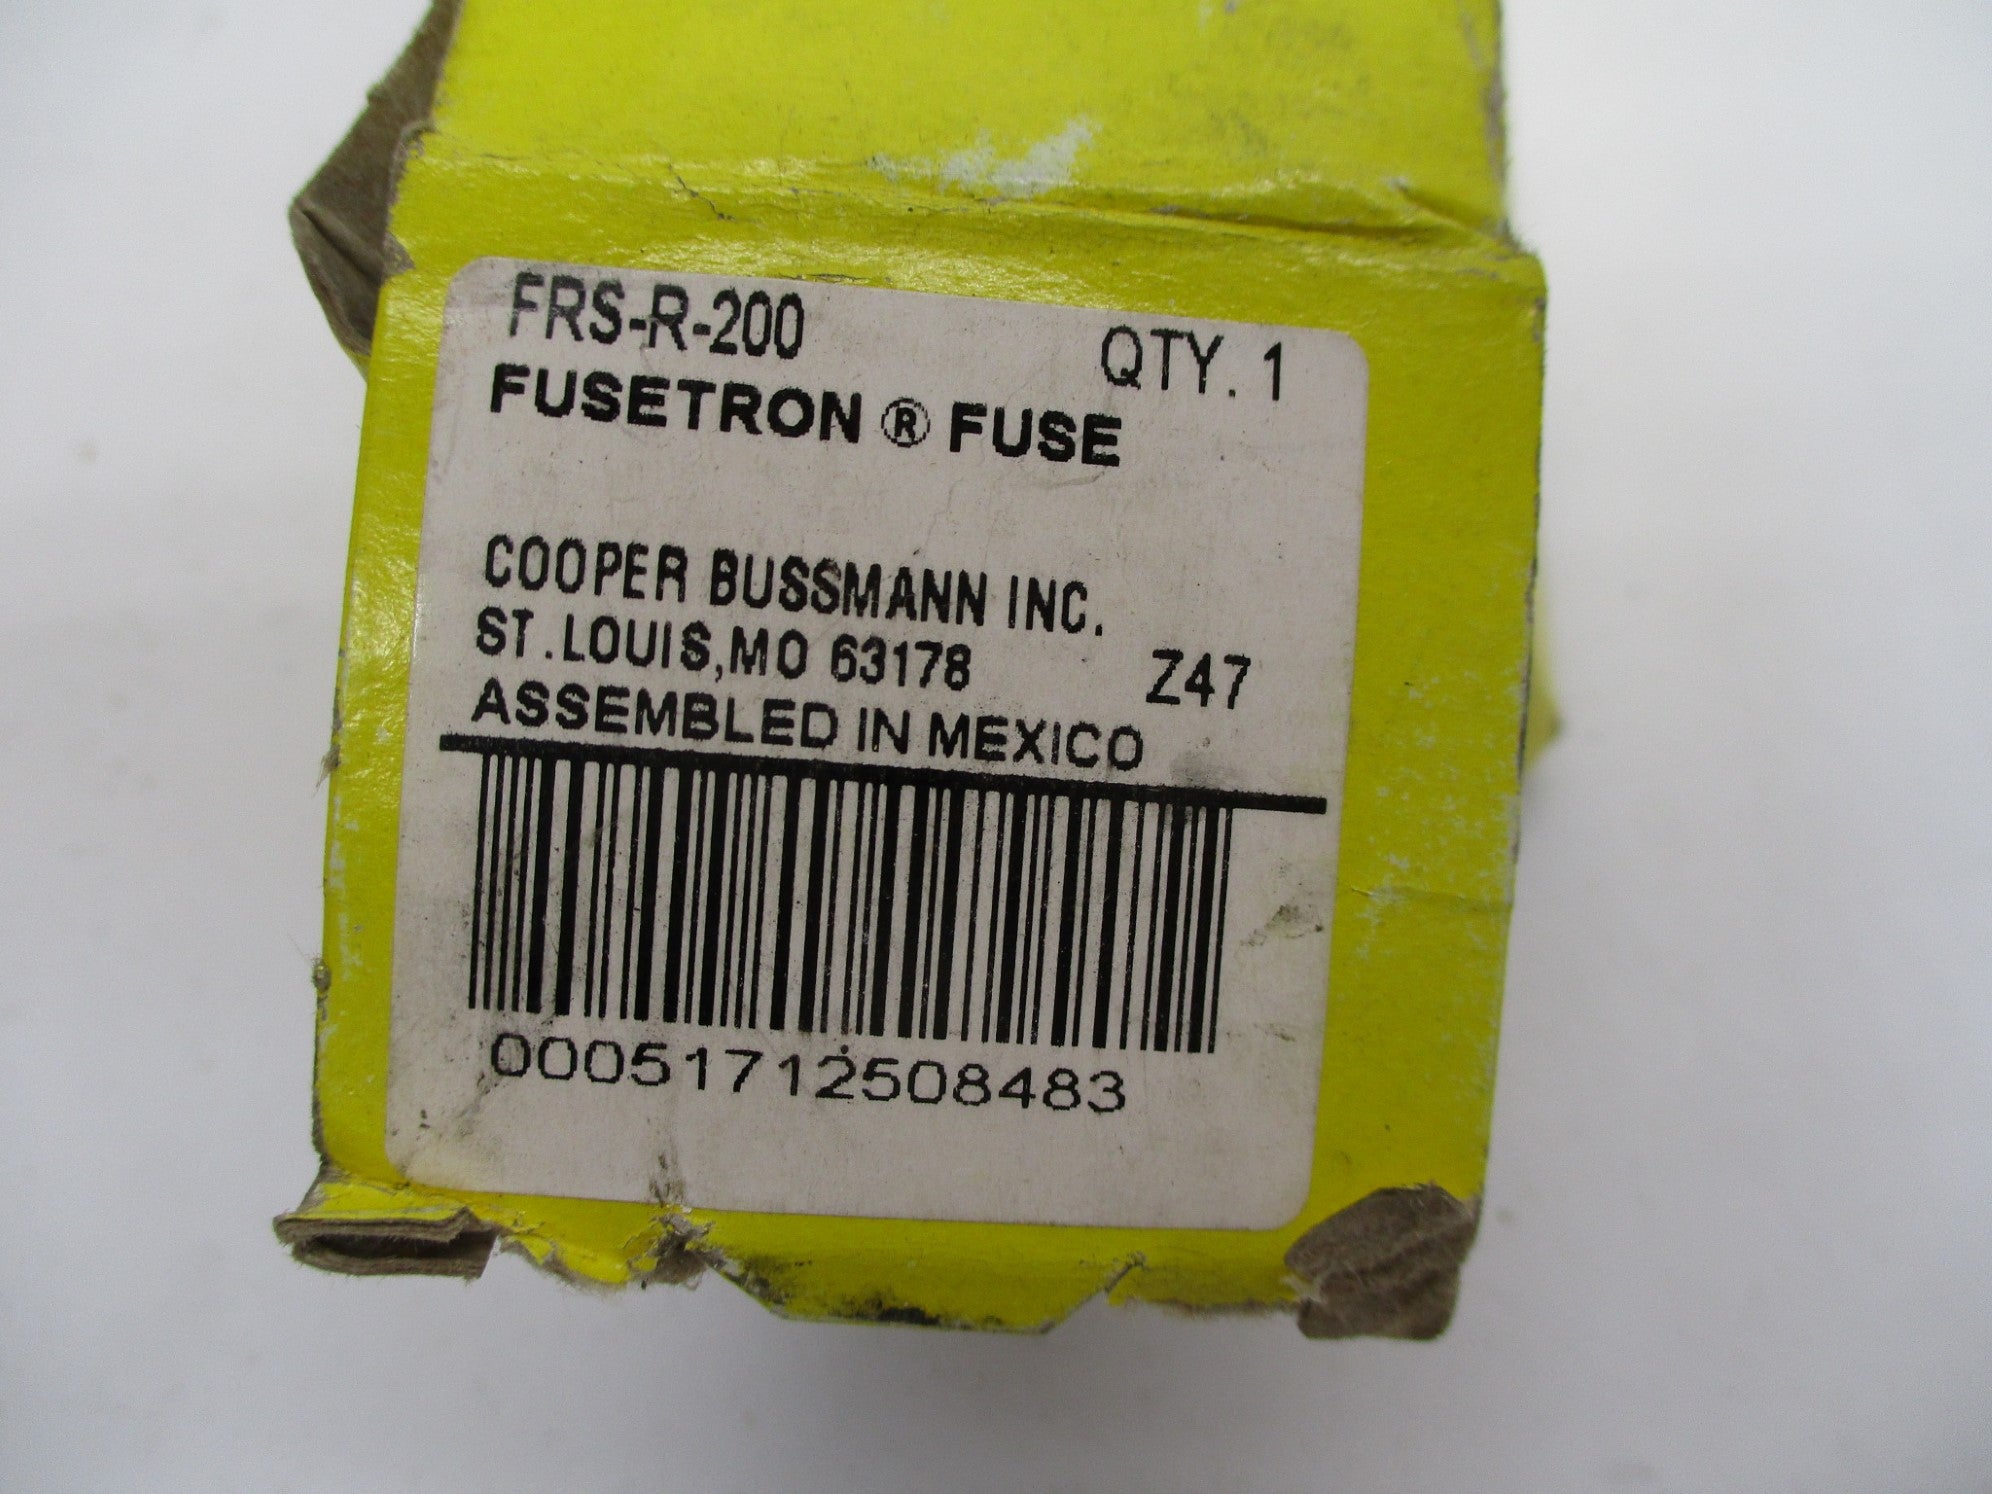 FRS-R-200 QTY. 1
FUSETRON ® FUSE
COOPER BUSSMANN INC.
ST. LOUIS, MO 63178 Z47
ASSEMBLED IN MEXICO
00051712508483